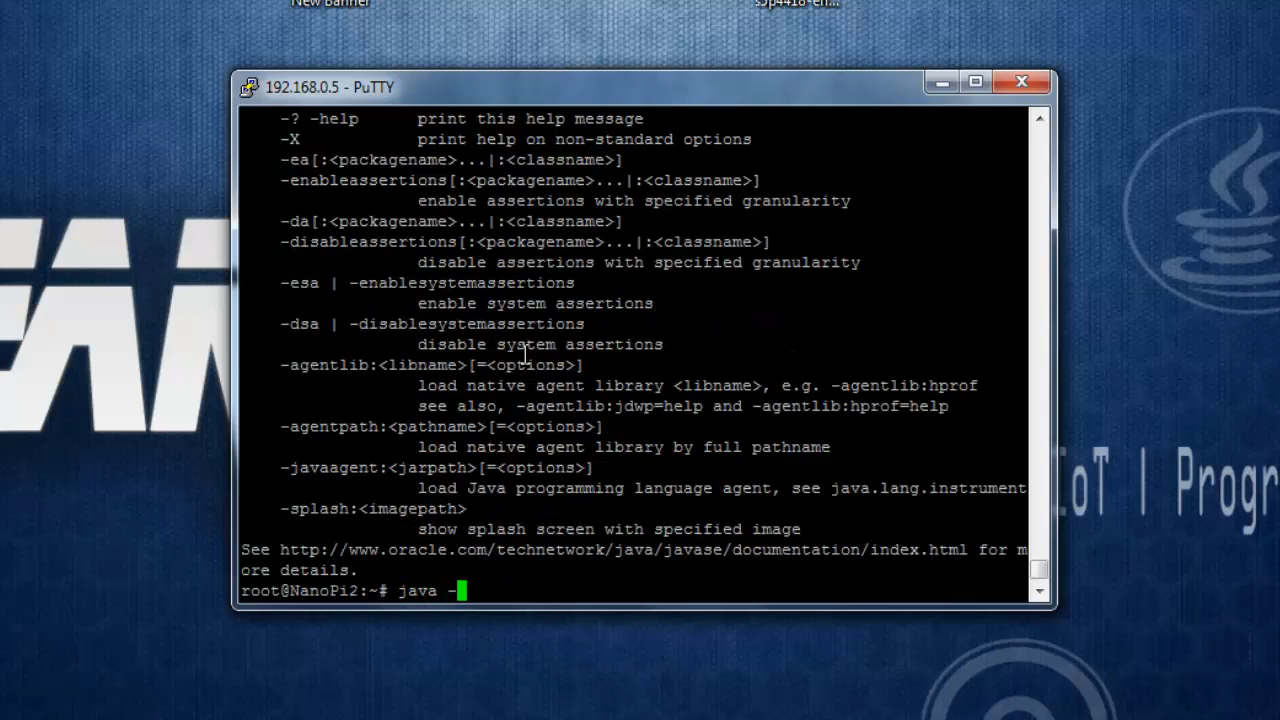 New Banner
s5p4418-en...
192.168.0.5 - PuTTY
-? -help      print this help message
-X            print help on non-standard options
-ea[:<packagename>...|:<classname>]
-enableassertions[:<packagename>...|:<classname>]
enable assertions with specified granularity
-da[:<packagename>...|:<classname>]
-disableassertions[:<packagename>...|:<classname>]
disable assertions with specified granularity
-esa | -enablesystemassertions
enable system assertions
-dsa | -disablesystemassertions
disable system assertions
-agentlib:<libname>[=<options>]
load native agent library <libname>, e.g. -agentlib:hprof
see also, -agentlib:jdwp=help and -agentlib:hprof=help
-agentpath:<pathname>[=<options>]
load native agent library by full pathname
-javaagent:<jarpath>[=<options>]
load Java programming language agent, see java.lang.instrument
-splash:<imagepath>
show splash screen with specified image
See http://www.oracle.com/technetwork/java/javase/documentation/index.html for m
ore details.
root@NanoPi2:~# java -
IoT | Progr